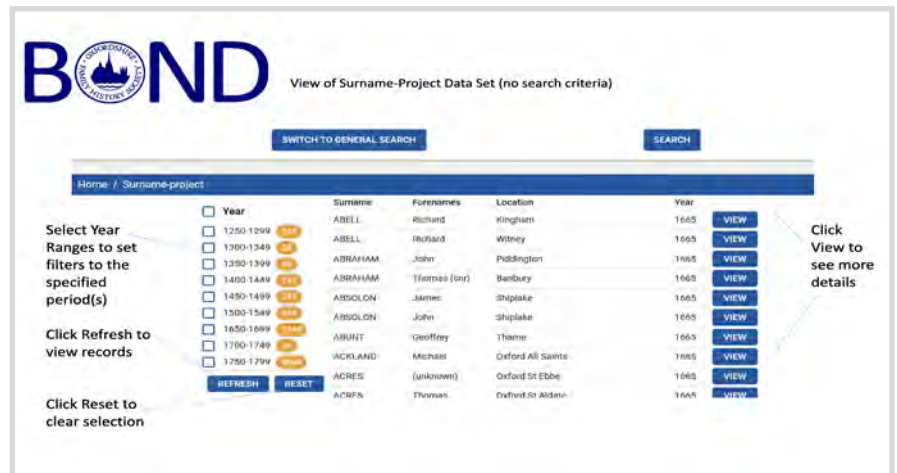 BOND
OXFORDSHIRE FAMILY HISTORY SOCIETY
View of Surname-Project Data Set (no search criteria)
SWITCH TO GENERAL SEARCH SEARCH
Home / Surname-project
Surname Forenames Location Year
Year
ABELL Richard Kingham 1665 VIEW
ABELL Richard Witney 1665 VIEW
ABRAHAM John Piddington 1665 VIEW
ABRAHAM Thomas (snr) Banbury 1665 VIEW
ABSOLON James Shiplake 1665 VIEW
ABSOLON John Shiplake 1665 VIEW
ABUNT Geoffrey Thame 1665 VIEW
ACKLAND Michael Oxford All Saints 1665 VIEW
ACRES (unknown) Oxford St Ebbe 1665 VIEW
ACRES Thomas Oxford St Aldate 1665 VIEW
1250-1299
1300-1349
1350-1399
1400-1449
1450-1499
1500-1549
1650-1699
1700-1749
1750-1799
REFRESH RESET
Select Year
Ranges to set
filters to the
specified
period(s)
Click Refresh to
view records
Click Reset to
clear selection
Click
View to
see more
details